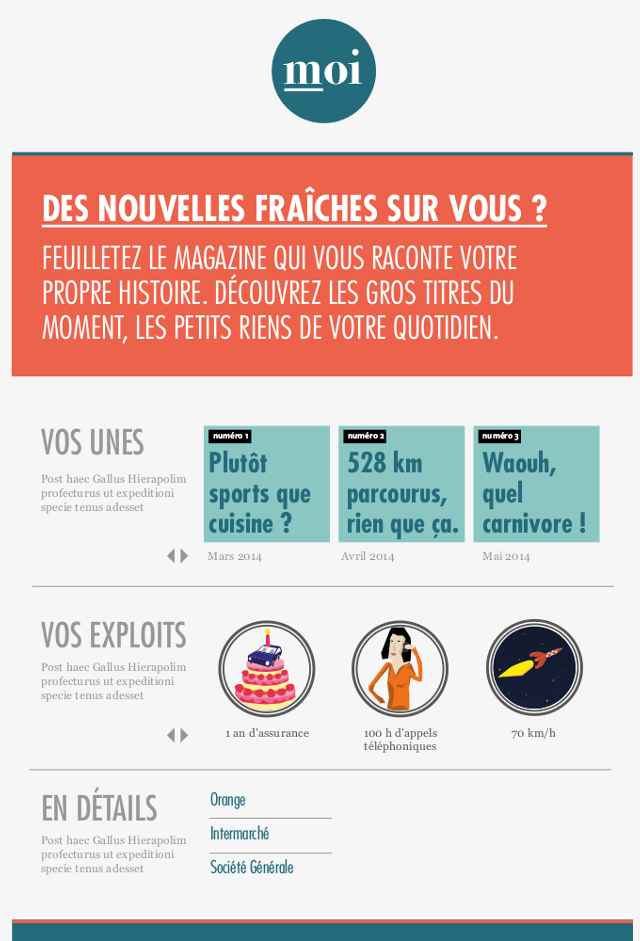 moi
DES NOUVELLES FRAÎCHES SUR VOUS ?
FEUILLETEZ LE MAGAZINE QUI VOUS RACONTE VOTRE
PROPRE HISTOIRE. DÉCOUVREZ LES GROS TITRES DU
MOMENT, LES PETITS RIENS DE VOTRE QUOTIDIEN.
VOS UNES
Post haec Gallus Hierapolim
profecturus ut expeditioni
specie tenus adesset
numéro 1
Plutôt
sports que
cuisine ?
Mars 2014
numéro 2
528 km
parcourus,
rien que ça.
Avril 2014
numéro 3
Waouh,
quel
carnivore !
Mai 2014
VOS EXPLOITS
Post haec Gallus Hierapolim
profecturus ut expeditioni
specie tenus adesset
1 an d'assurance
100 h d'appels
téléphoniques
70 km/h
EN DÉTAILS
Post haec Gallus Hierapolim
profecturus ut expeditioni
specie tenus adesset
Orange
Intermarché
Société Générale